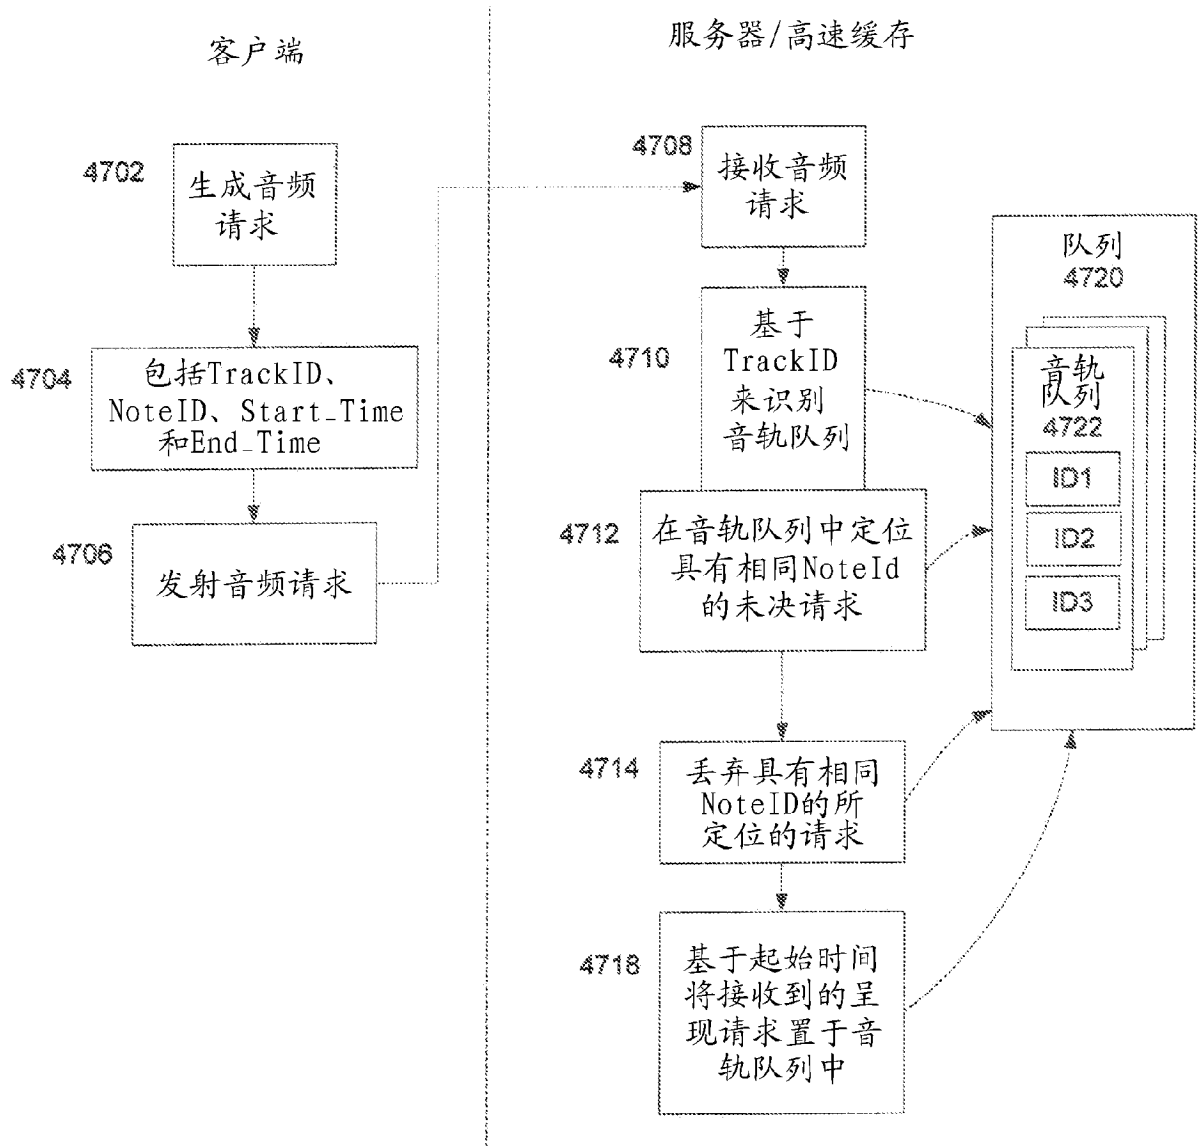 客户端
4702
生成音频
请求
4704
包括TrackID、
NoteID、Start_Time
和End_Time
4706
发射音频请求
服务器/高速缓存
4708
接收音频
请求
4710
基于
TrackID
来识别
音轨队列
4712
在音轨队列中定位
具有相同NoteId
的未决请求
4714
丢弃具有相同
NoteID的所
定位的请求
4718
基于起始时间
将接收到的呈
现请求置于音
轨队列中
队列
4720
音轨
队列
4722
ID1
ID2
ID3